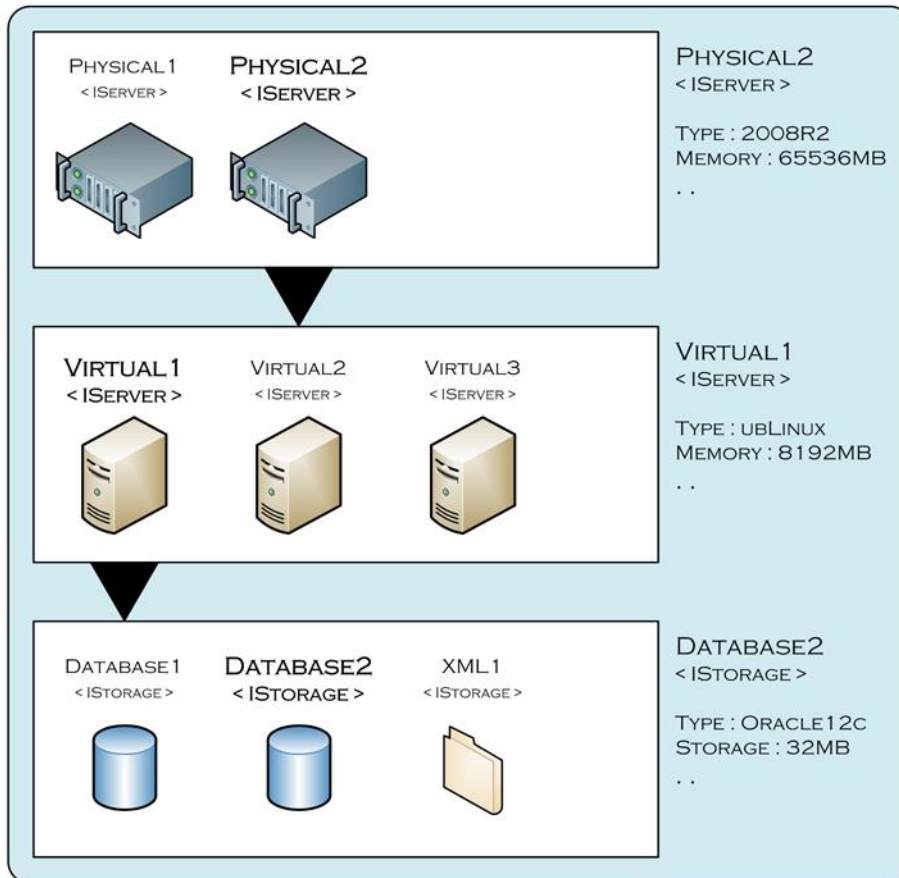 Physical1
< IServer >
Physical2
< IServer >
Physical2
< IServer >
Type : 2008R2
Memory : 65536MB
. .
Virtual1
< IServer >
Virtual2
< IServer >
Virtual3
< IServer >
Virtual1
< IServer >
Type : ubLinux
Memory : 8192MB
. .
Database1
< IStorage >
Database2
< IStorage >
XML1
< IStorage >
Database2
< IStorage >
Type : Oracle12c
Storage : 32MB
. .